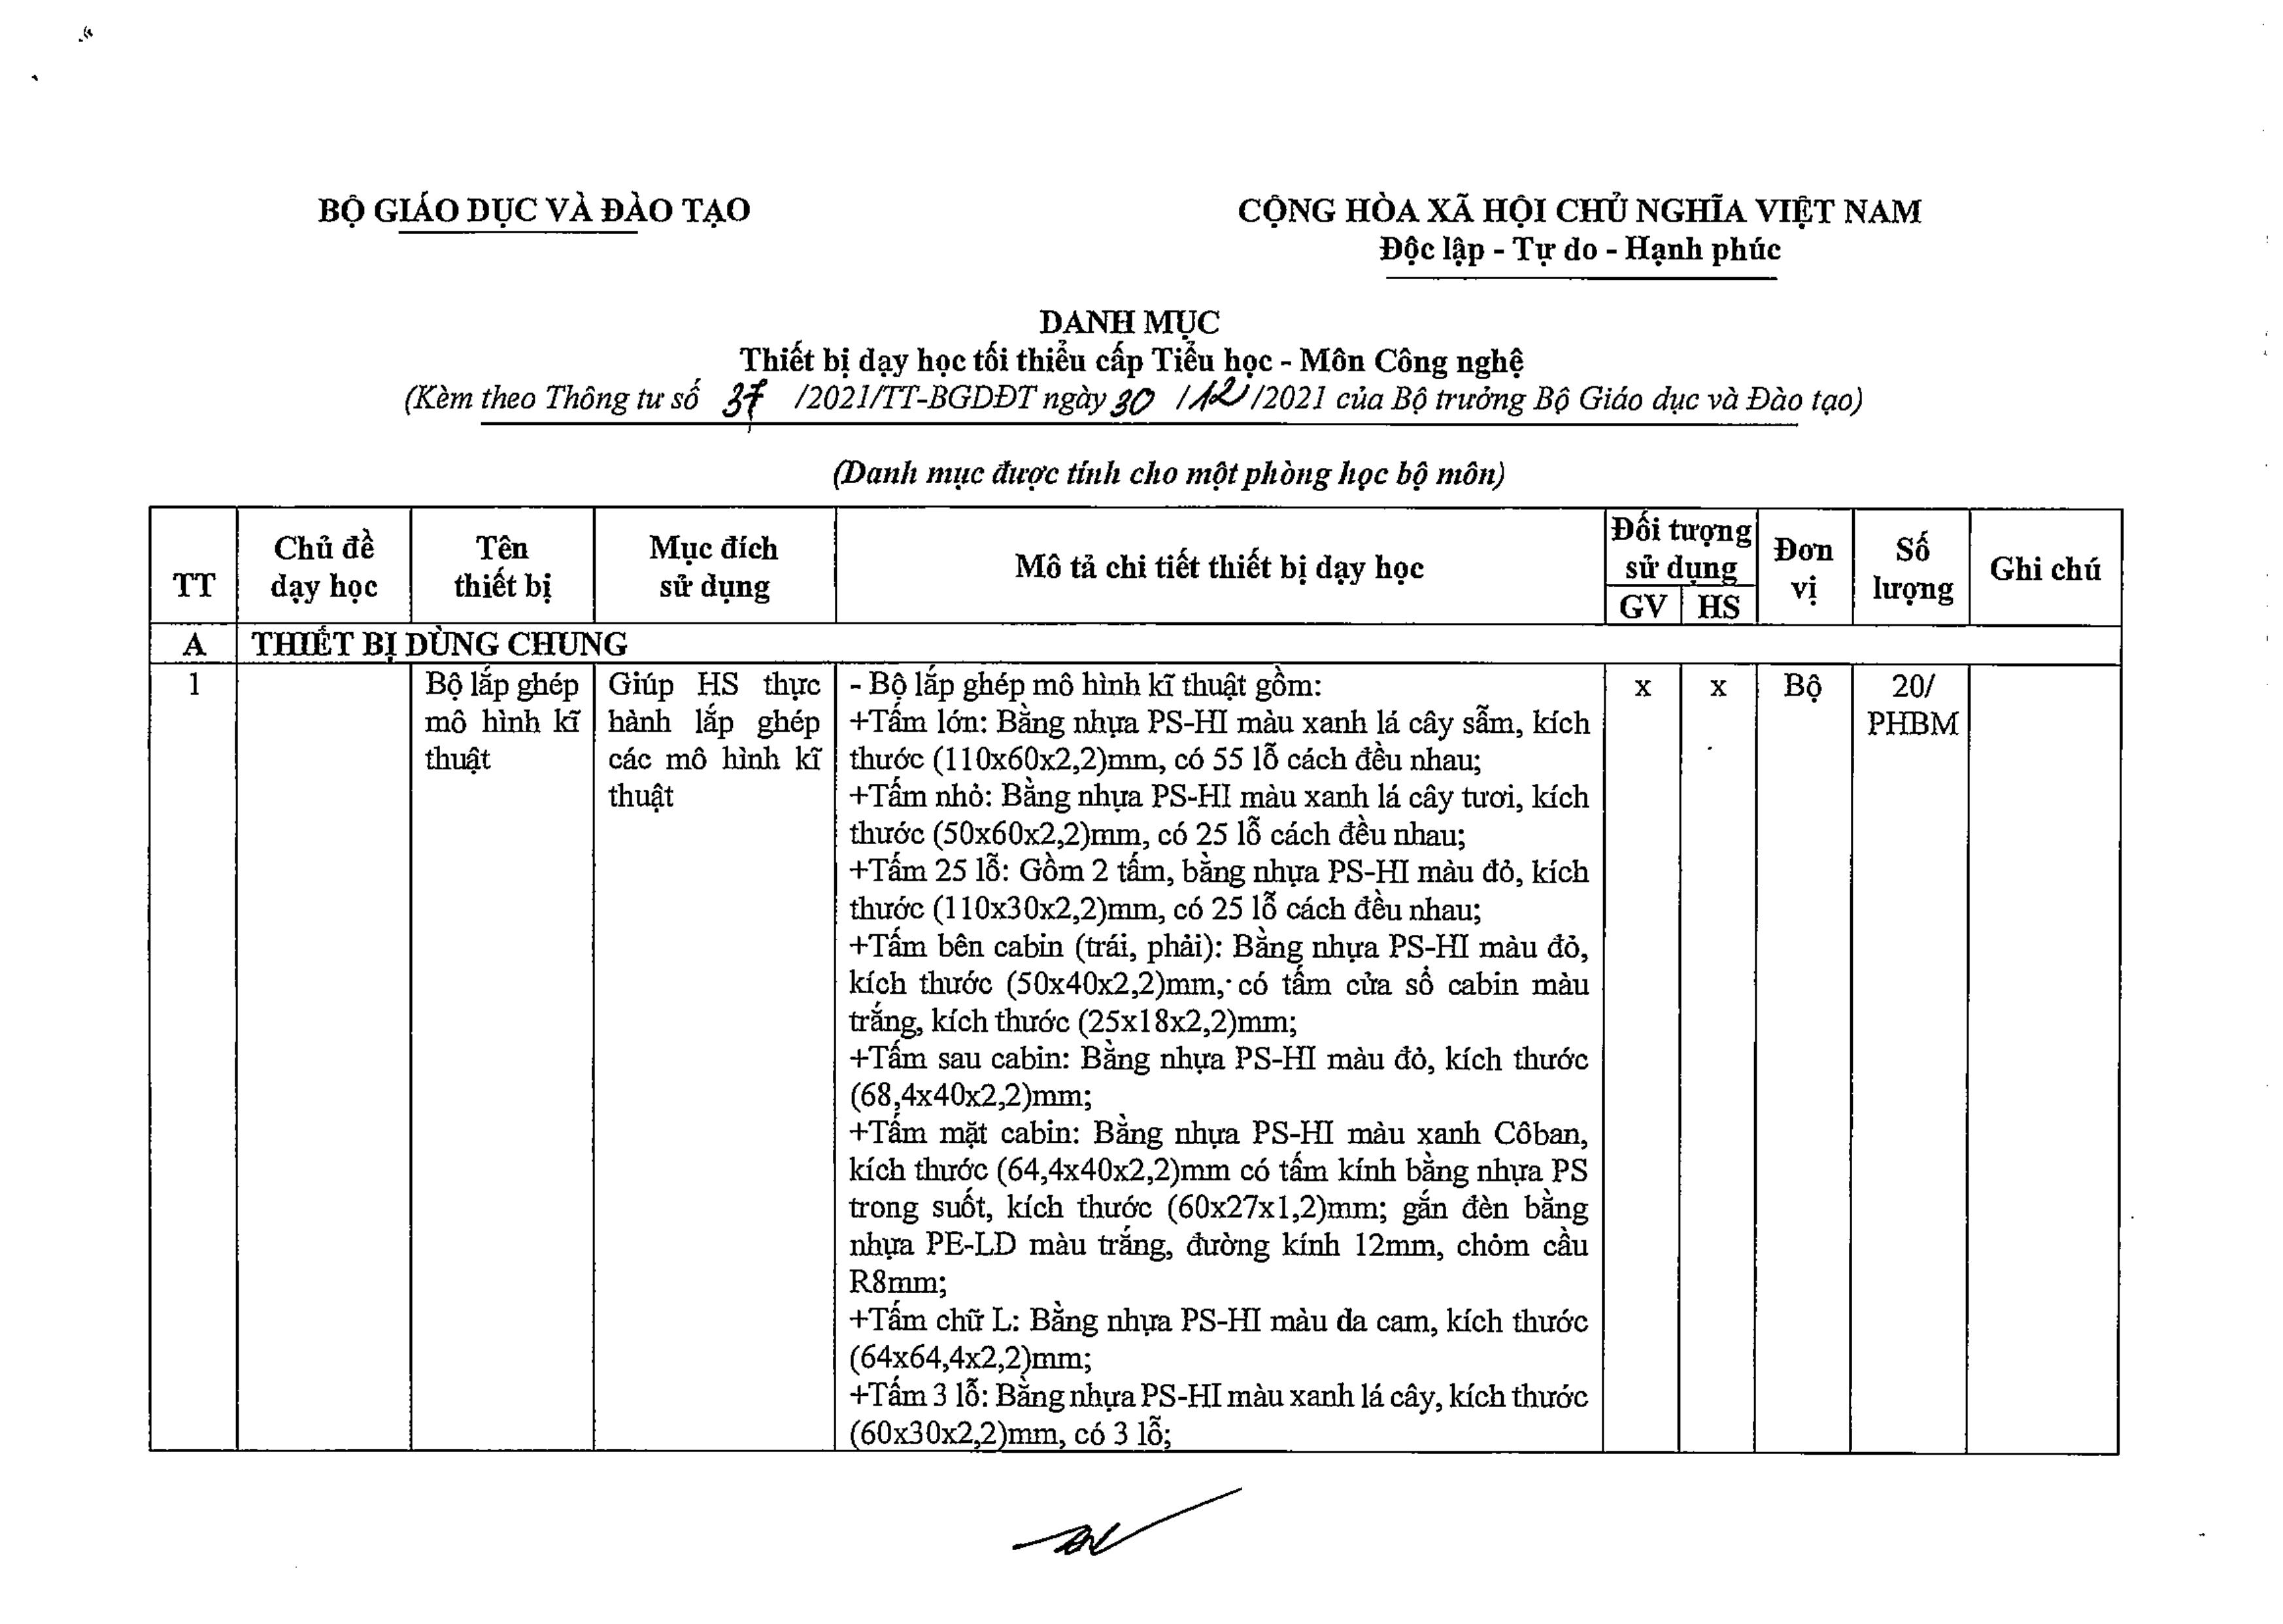 BỘ GIÁO DỤC VÀ ĐÀO TẠO
CỘNG HÒA XÃ HỘI CHỦ NGHĨA VIỆT NAM
Độc lập - Tự do - Hạnh phúc
DANH MỤC
Thiết bị dạy học tối thiểu cấp Tiểu học - Môn Công nghệ
(Kèm theo Thông tư số 37 /2021/TT-BGDĐT ngày 30 /12/2021 của Bộ trưởng Bộ Giáo dục và Đào tạo)
(Danh mục được tính cho một phòng học bộ môn)
TT
Chủ đề
dạy học
Tên
thiết bị
Mục đích
sử dụng
Mô tả chi tiết thiết bị dạy học
Đối tượng
sử dụng
GV HS
Đơn
vị
Số
lượng
Ghi chú
A THIẾT BỊ DÙNG CHUNG
1
Bộ lắp ghép
mô hình kĩ
thuật
Giúp HS thực
hành lắp ghép
các mô hình kĩ
thuật
- Bộ lắp ghép mô hình kĩ thuật gồm:
+Tấm lớn: Bằng nhựa PS-HI màu xanh lá cây sẫm, kích
thước (110x60x2,2)mm, có 55 lỗ cách đều nhau;
+Tấm nhỏ: Bằng nhựa PS-HI màu xanh lá cây tươi, kích
thước (50x60x2,2)mm, có 25 lỗ cách đều nhau;
+Tấm 25 lỗ: Gồm 2 tấm, bằng nhựa PS-HI màu đỏ, kích
thước (110x30x2,2)mm, có 25 lỗ cách đều nhau;
+Tấm bên cabin (trái, phải): Bằng nhựa PS-HI màu đỏ,
kích thước (50x40x2,2)mm, có tấm cửa sổ cabin màu
trắng, kích thước (25x18x2,2)mm;
+Tấm sau cabin: Bằng nhựa PS-HI màu đỏ, kích thước
(68,4x40x2,2)mm;
+Tấm mặt cabin: Bằng nhựa PS-HI màu xanh Côban,
kích thước (64,4x40x2,2)mm có tấm kính bằng nhựa PS
trong suốt, kích thước (60x27x1,2)mm; gắn đèn bằng
nhựa PE-LD màu trắng, đường kính 12mm, chỏm cầu
R8mm;
+Tấm chữ L: Bằng nhựa PS-HI màu da cam, kích thước
(64x64,4x2,2)mm;
+Tấm 3 lỗ: Bằng nhựa PS-HI màu xanh lá cây, kích thước
(60x30x2,2)mm, có 3 lỗ;
x
x
Bộ
20/
PHBM